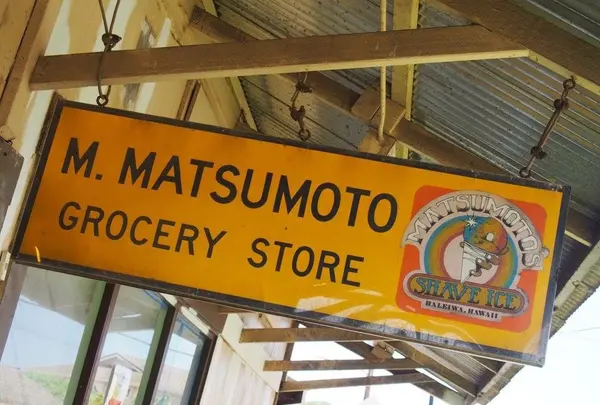 M. MATSUMOTO
GROCERY STORE
MATSUMOTO'S
SHAVE ICE
HALEIWA, HAWAII